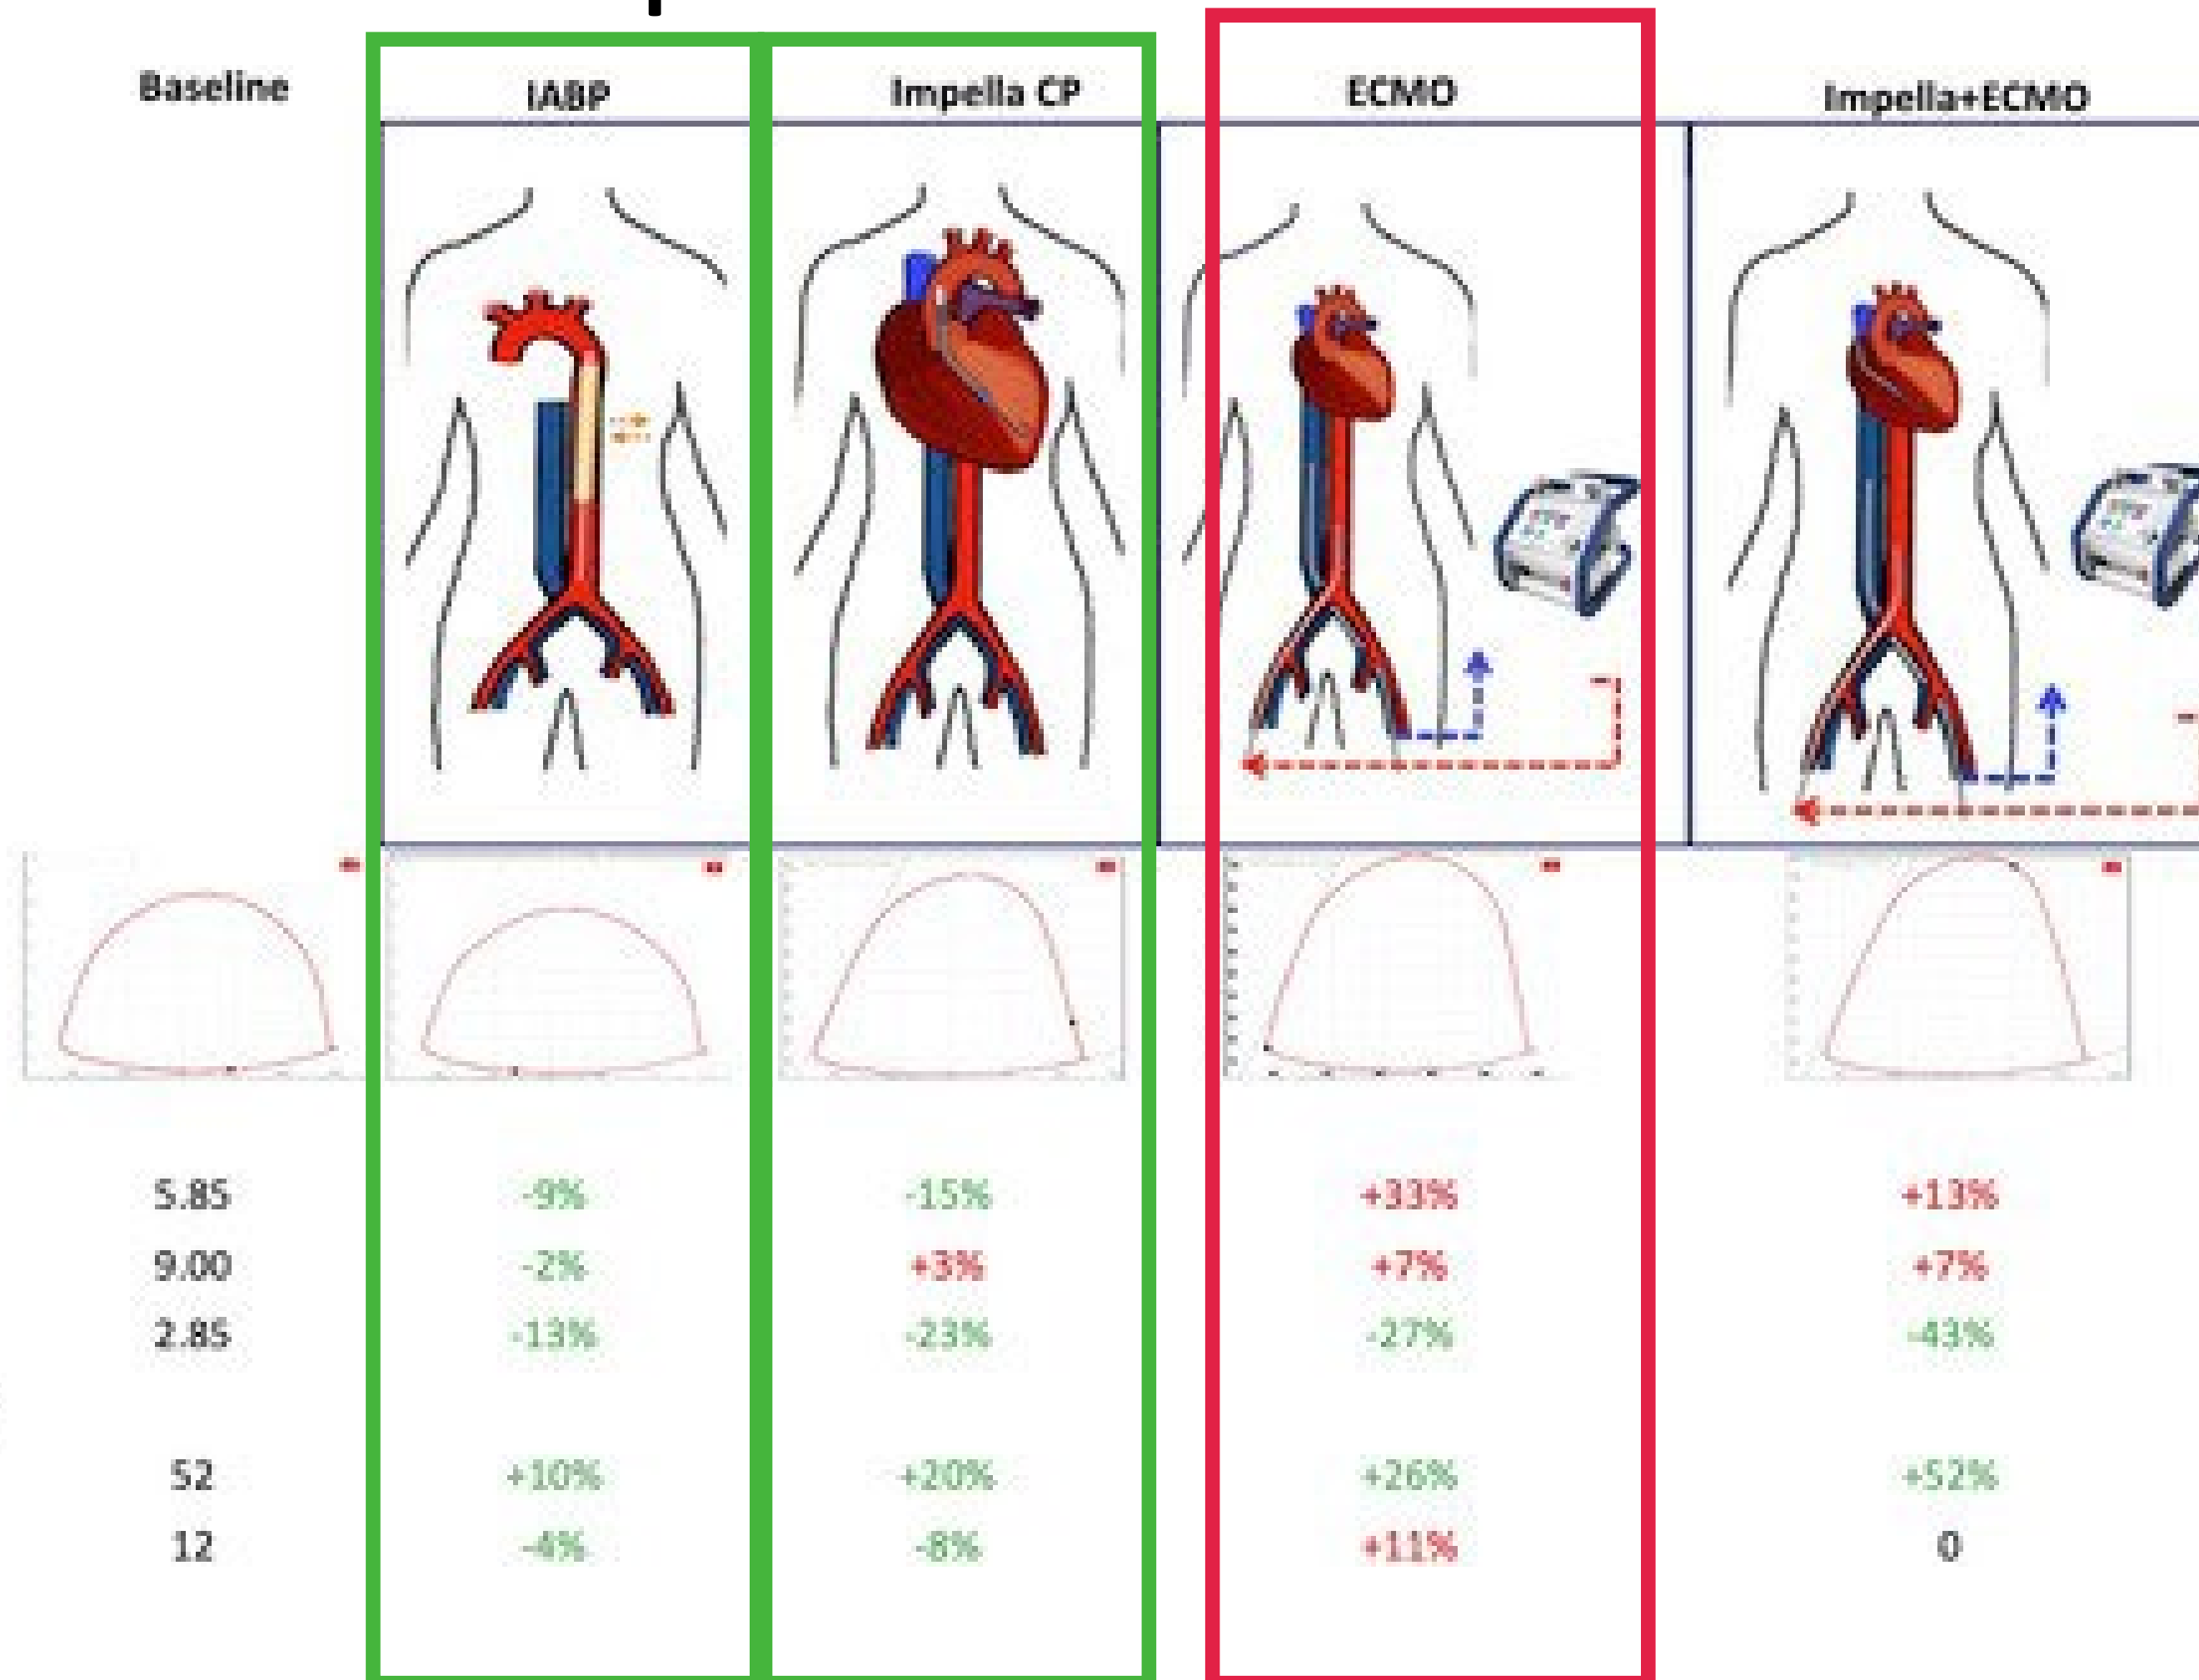 Baseline IABP Impella CP ECMO Impella+ECMO
5.85 -9% -15% +33% +13%
9.00 -2% +3% +7% +7%
2.85 -13% -23% -27% -43%
52 +10% +20% +26% +52%
12 -4% -8% +11% 0